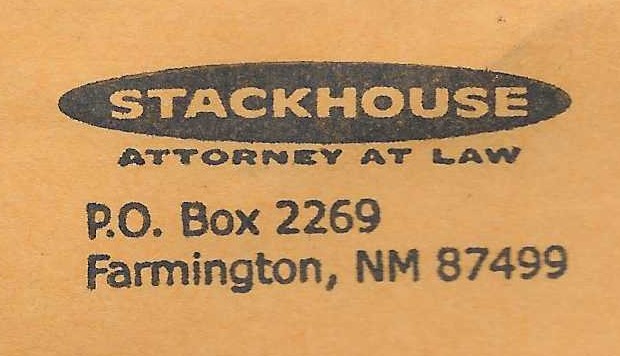 STACKHOUSE
ATTORNEY AT LAW
P.O. Box 2269
Farmington, NM 87499